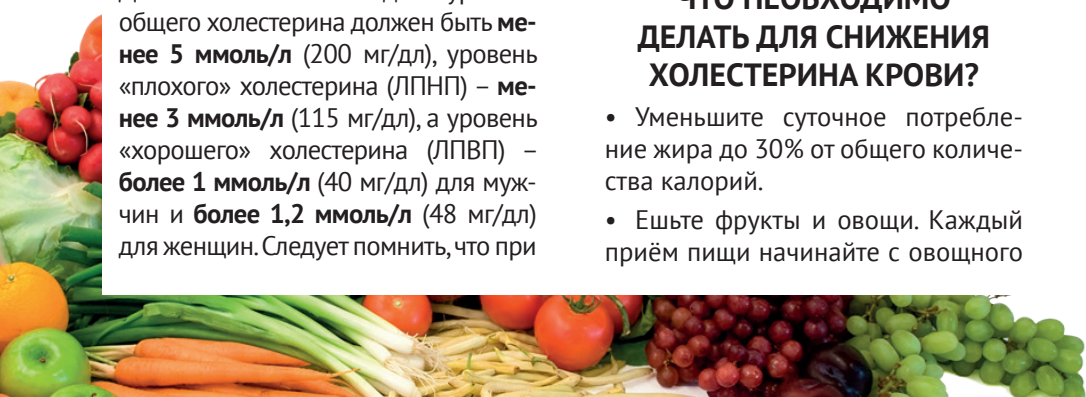 общего холестерина должен быть ме-
нее 5 ммоль/л (200 мг/дл), уровень
«плохого» холестерина (ЛПНП) – ме-
нее 3 ммоль/л (115 мг/дл), а уровень
«хорошего» холестерина (ЛПВП) –
более 1 ммоль/л (40 мг/дл) для муж-
чин и более 1,2 ммоль/л (48 мг/дл)
для женщин. Следует помнить, что при
ЧТО НЕОБХОДИМО
ДЕЛАТЬ ДЛЯ СНИЖЕНИЯ
ХОЛЕСТЕРИНА КРОВИ?
• Уменьшите суточное потребле-
ние жира до 30% от общего количе-
ства калорий.
• Ешьте фрукты и овощи. Каждый
приём пищи начинайте с овощного